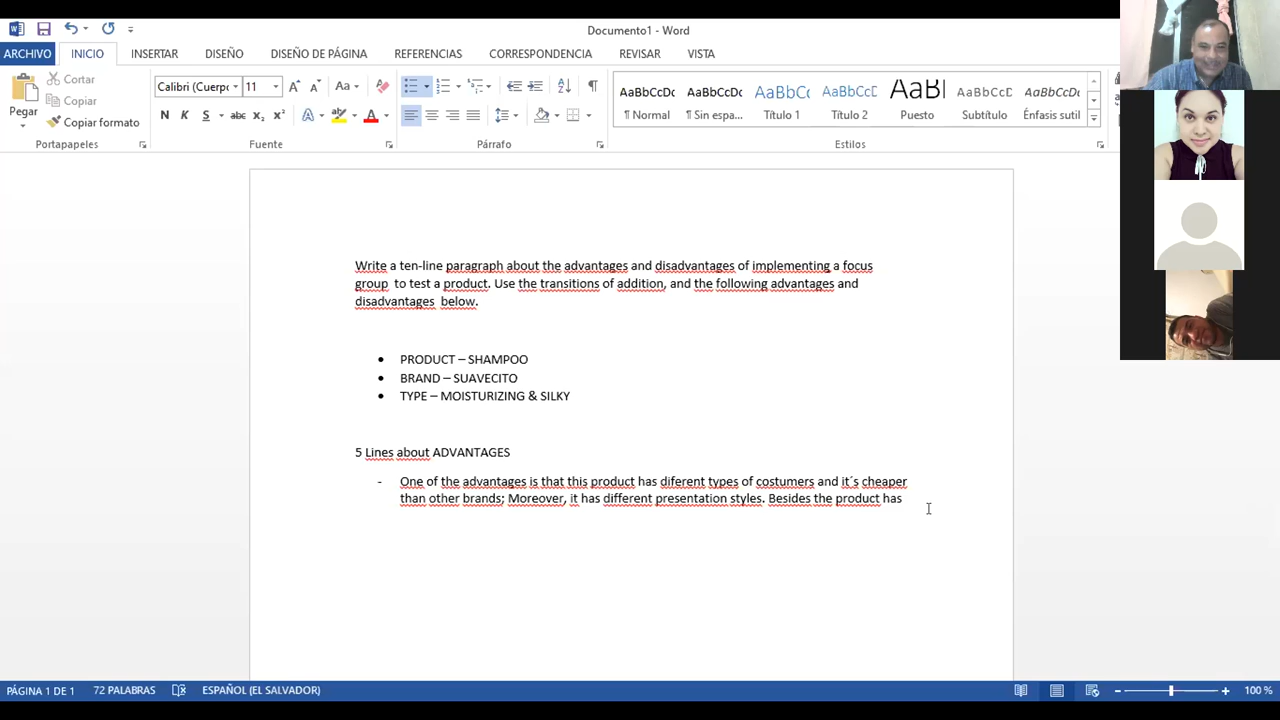 Documento1 - Word
ARCHIVO INICIO INSERTAR DISEÑO DISEÑO DE PÁGINA REFERENCIAS CORRESPONDENCIA REVISAR VISTA
Pegar
Cortar
Copiar
Copiar formato
Portapapeles
Calibri (Cuerpo 11
N K S abc x₂ x²
Fuente
Párrafo
AaBbCcDc AaBbCcDc AaBbCc AaBbCcD AaBl AaBbCcD AaBbCcDc
¶ Normal ¶ Sin espa... Título 1 Título 2 Puesto Subtítulo Énfasis sutil
Estilos
Write a ten-line paragraph about the advantages and disadvantages of implementing a focus
group to test a product. Use the transitions of addition, and the following advantages and
disadvantages below.
• PRODUCT – SHAMPOO
• BRAND – SUAVECITO
• TYPE – MOISTURIZING & SILKY
5 Lines about ADVANTAGES
- One of the advantages is that this product has diferent types of costumers and it´s cheaper
than other brands; Moreover, it has different presentation styles. Besides the product has
PÁGINA 1 DE 1 72 PALABRAS ESPAÑOL (EL SALVADOR) 100 %